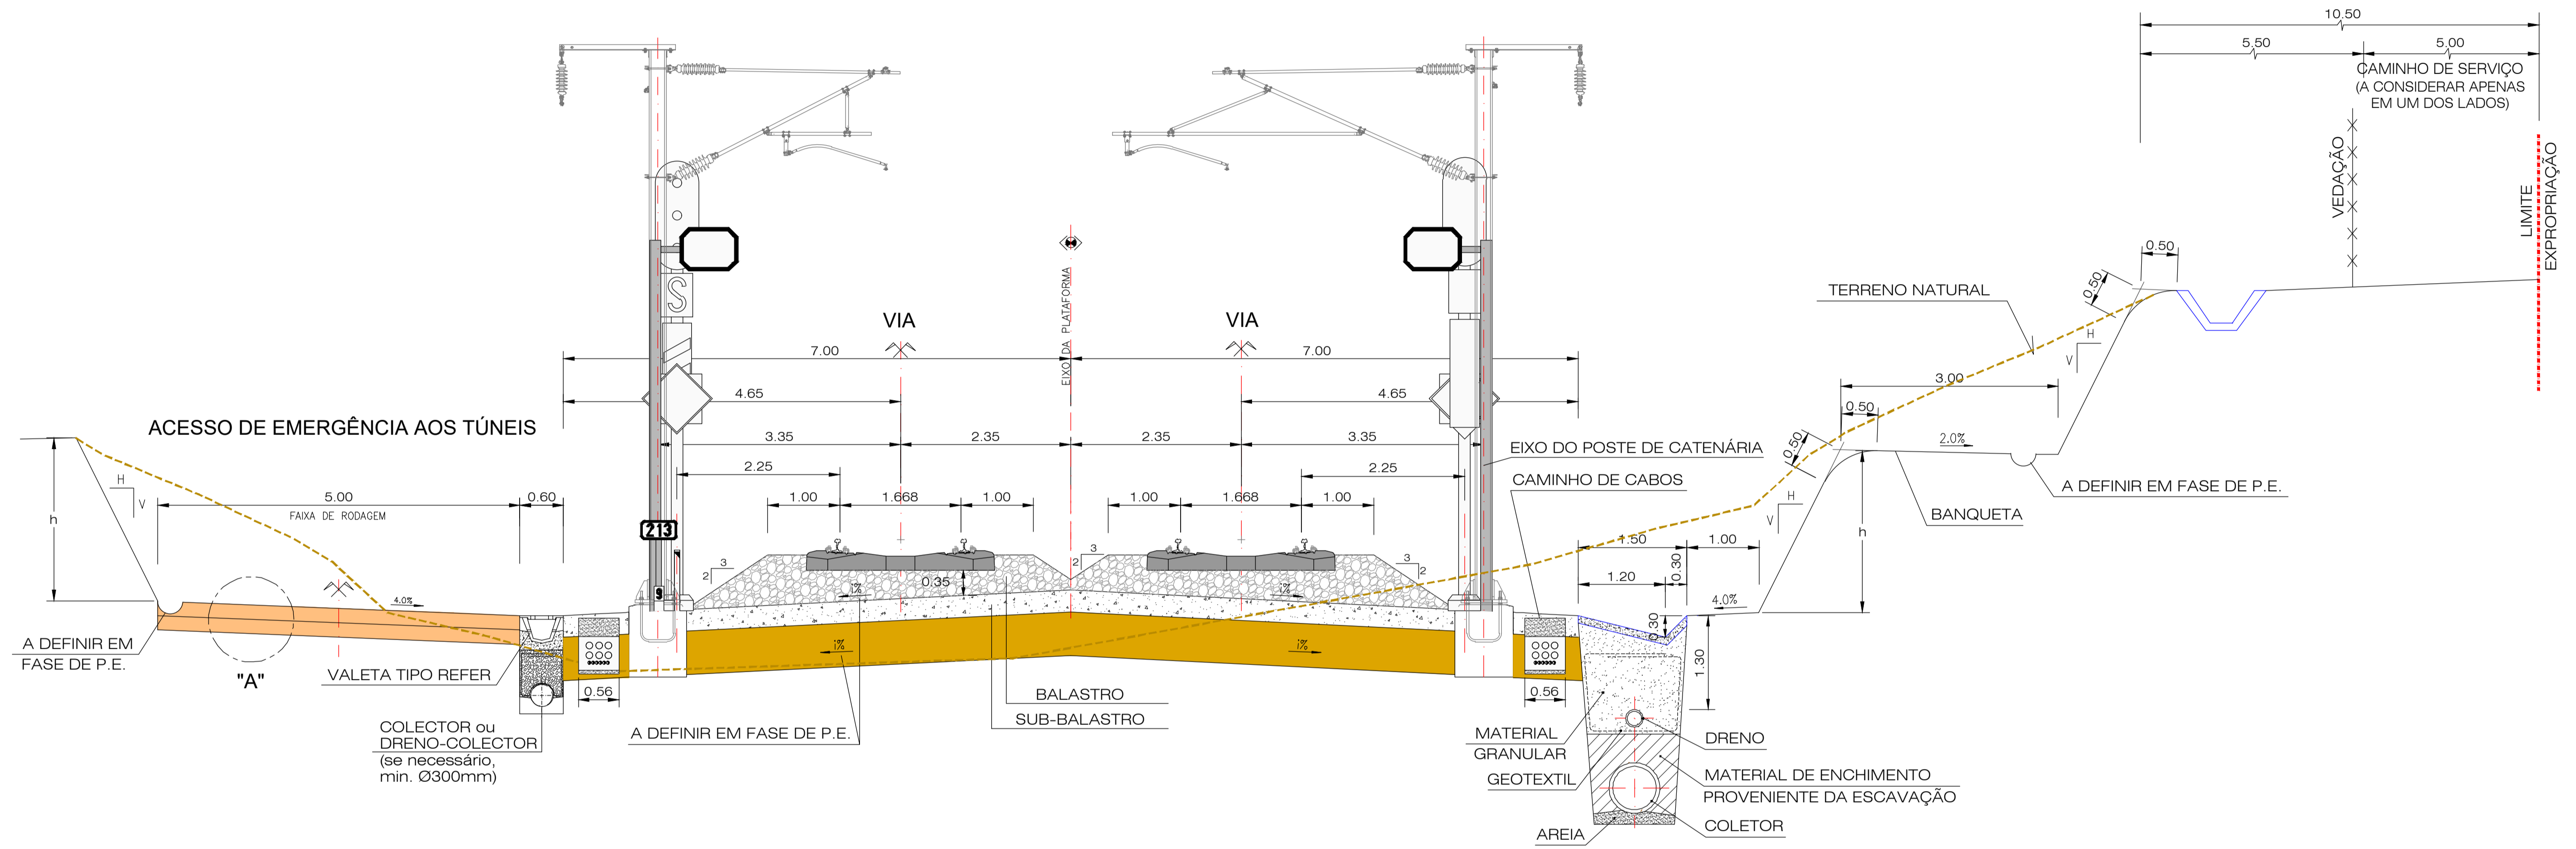 10.50
5.50
5.00
CAMINHO DE SERVIÇO
(A CONSIDERAR APENAS
EM UM DOS LADOS)
VEDAÇÃO
LIMITE
EXPROPRIAÇÃO
0.50
0.50
TERRENO NATURAL
H
V
3.00
0.50
0.50
2.0%
H
V
h
A DEFINIR EM FASE DE P.E.
BANQUETA
S
EIXO DA PLATAFORMA
VIA
VIA
7.00
7.00
4.65
4.65
3.35
2.35
2.35
3.35
2.25
2.25
1.00
1.668
1.00
1.00
1.668
1.00
EIXO DO POSTE DE CATENÁRIA
CAMINHO DE CABOS
ACESSO DE EMERGÊNCIA AOS TÚNEIS
H
V
h
5.00
0.60
FAIXA DE RODAGEM
213
3
2
3
2
3
2
0.35
i%
i%
i%
i%
4.0%
1.50
1.00
0.30
1.20
0.30
4.0%
1.30
A DEFINIR EM
FASE DE P.E.
"A"
VALETA TIPO REFER
0.56
0.56
COLECTOR ou
DRENO-COLECTOR
(se necessário,
min. Ø300mm)
A DEFINIR EM FASE DE P.E.
BALASTRO
SUB-BALASTRO
MATERIAL
GRANULAR
GEOTEXTIL
AREIA
DRENO
MATERIAL DE ENCHIMENTO
PROVENIENTE DA ESCAVAÇÃO
COLETOR